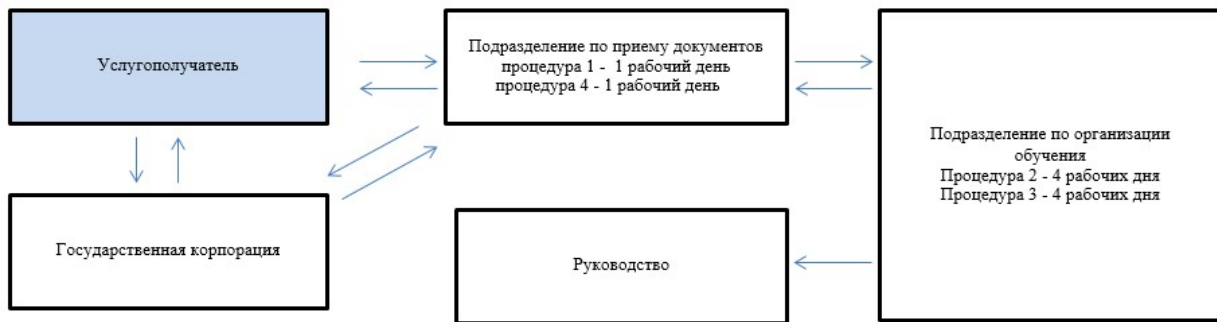 Услугополучатель
Подразделение по приему документов
процедура 1 - 1 рабочий день
процедура 4 - 1 рабочий день
Подразделение по организации
обучения
Процедура 2 - 4 рабочих дня
Процедура 3 - 4 рабочих дня
Государственная корпорация
Руководство